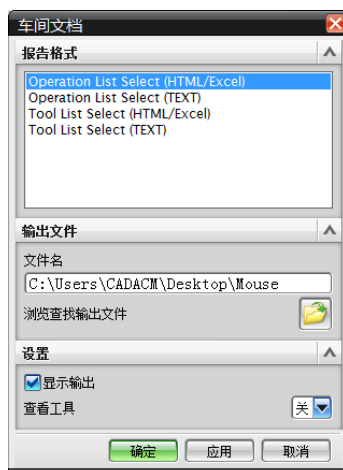 车间文档
报告格式
Operation List Select (HTML/Excel)
Operation List Select (TEXT)
Tool List Select (HTML/Excel)
Tool List Select (TEXT)
输出文件
文件名
C:\Users\CADACM\Desktop\Mouse
浏览查找输出文件
设置
显示输出
查看工具 关
确定 应用 取消